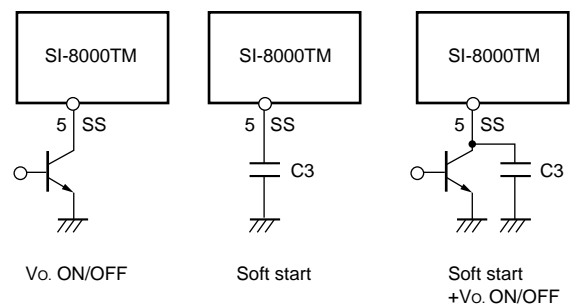 SI-8000TM
5 SS
Vo. ON/OFF
SI-8000TM
5 SS
C3
Soft start
SI-8000TM
5 SS
C3
Soft start
+Vo. ON/OFF